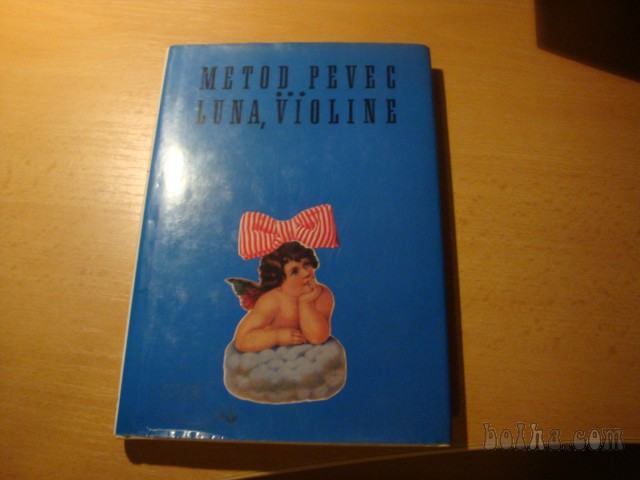 METOD PEVEC
...
LUNA, VIOLINE
bolha.com